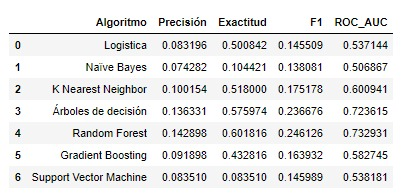 Algoritmo Precisión Exactitud F1 ROC_AUC
0 Logistica 0.083196 0.500842 0.145509 0.537144
1 Naïve Bayes 0.074282 0.104421 0.138081 0.506867
2 K Nearest Neighbor 0.100154 0.518000 0.175178 0.600941
3 Árboles de decisión 0.136331 0.575974 0.236676 0.723615
4 Random Forest 0.142898 0.601816 0.246126 0.732931
5 Gradient Boosting 0.091898 0.432816 0.163932 0.582745
6 Support Vector Machine 0.083510 0.083510 0.145989 0.538181